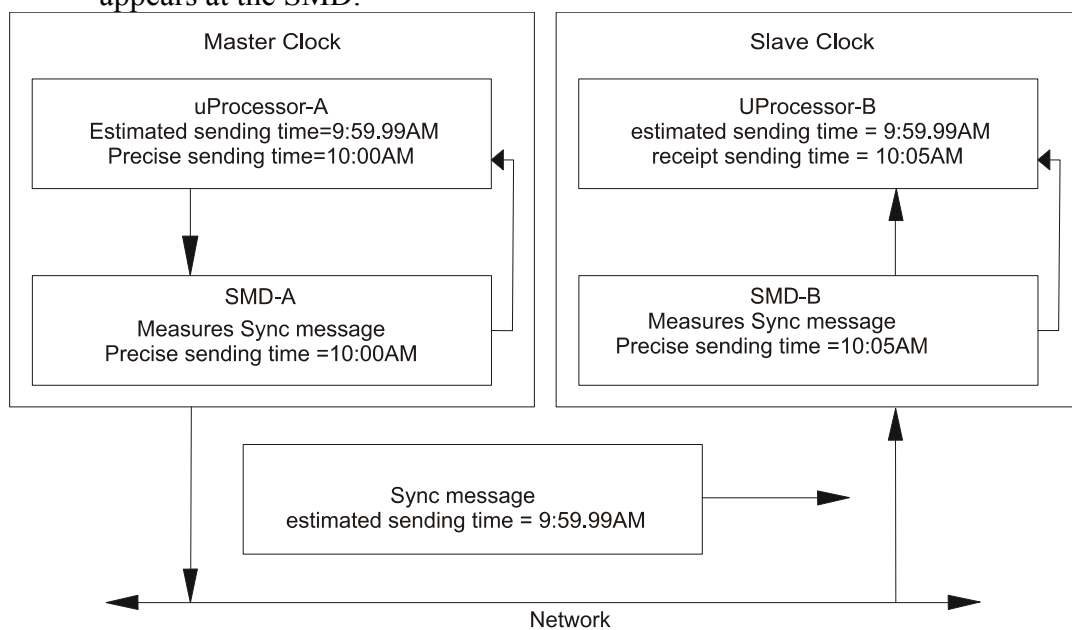 appears at the SMD.
Master Clock
uProcessor-A
Estimated sending time=9:59.99AM
Precise sending time=10:00AM
SMD-A
Measures Sync message
Precise sending time =10:00AM
Slave Clock
UProcessor-B
estimated sending time = 9:59.99AM
receipt sending time = 10:05AM
SMD-B
Measures Sync message
Precise sending time =10:05AM
Sync message
estimated sending time = 9:59.99AM
Network